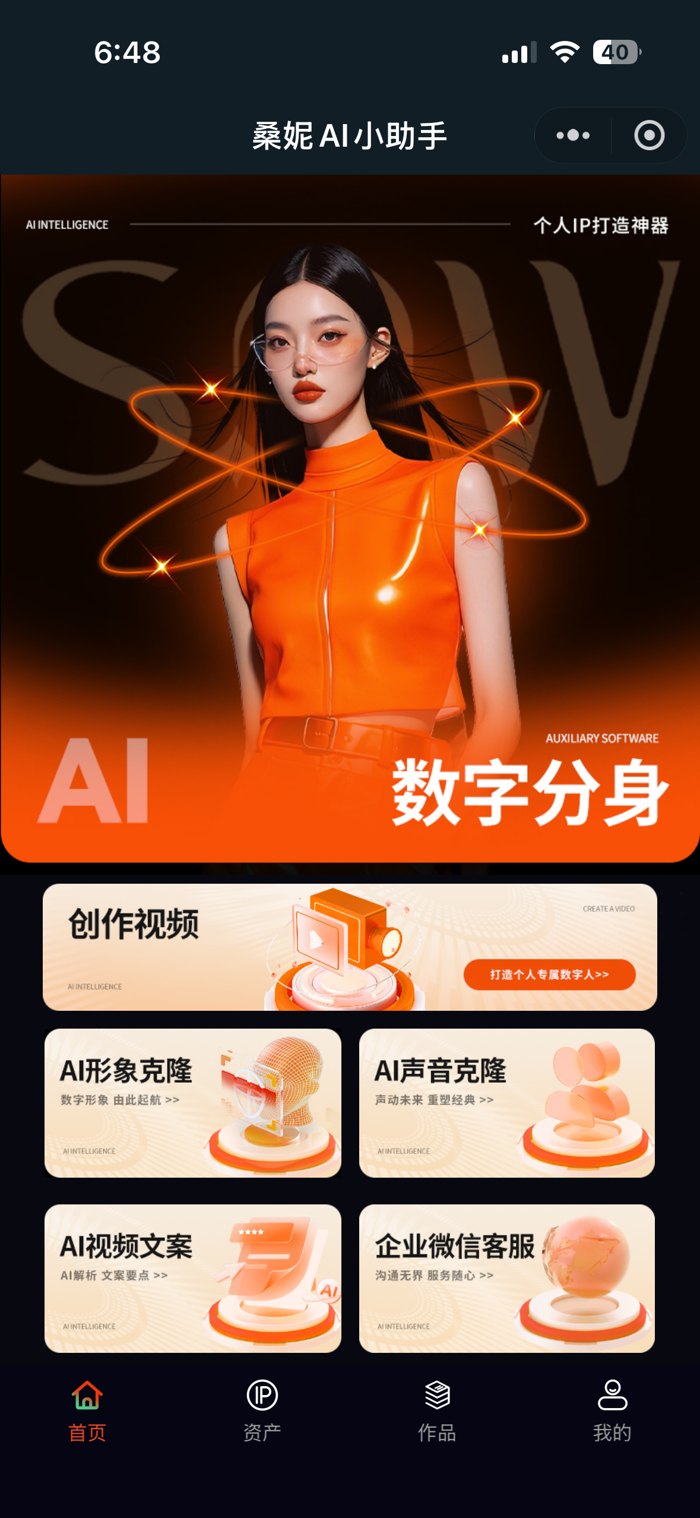 6:48
40
桑妮AI小助手
AI INTELLIGENCE
个人IP打造神器
SOW
AI
AUXILIARY SOFTWARE
数字分身
创作视频
CREATE A VIDEO
AI INTELLIGENCE
打造个人专属数字人>>
AI形象克隆
数字形象 由此起航 >>
AI INTELLIGENCE
AI声音克隆
声动未来 重塑经典 >>
AI INTELLIGENCE
AI视频文案
AI解析 文案要点 >>
AI INTELLIGENCE
****
AI
企业微信客服
沟通无界 服务随心 >>
AI INTELLIGENCE
IP
首页
资产
作品
我的